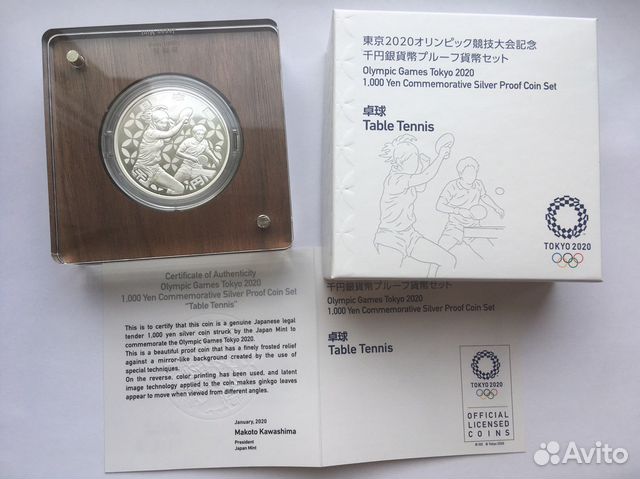 東京2020オリンピック競技大会記念
千円銀貨幣プルーフ貨幣セット
Olympic Games Tokyo 2020
1,000 Yen Commemorative Silver Proof Coin Set
卓球
Table Tennis
TOKYO 2020
Certificate of Authenticity
Olympic Games Tokyo 2020
1,000 Yen Commemorative Silver Proof Coin Set
"Table Tennis"
This is to certify that this coin is a genuine Japanese legal
tender 1,000 yen silver coin struck by the Japan Mint to
commemorate the Olympic Games Tokyo 2020.
This is a beautiful proof coin that has a finely frosted relief
against a mirror-like background created by the use of
special techniques.
On the reverse, color printing has been used, and latent
image technology applied to the coin makes ginkgo leaves
appear to move when viewed from different angles.
January, 2020
Makoto Kawashima
President
Japan Mint
千円銀貨幣プルーフ貨幣セット
Olympic Games Tokyo 2020
1,000 Yen Commemorative Silver Proof Coin Set
卓球
Table Tennis
TOKYO 2020
OFFICIAL
LICENSED
COINS
Avito